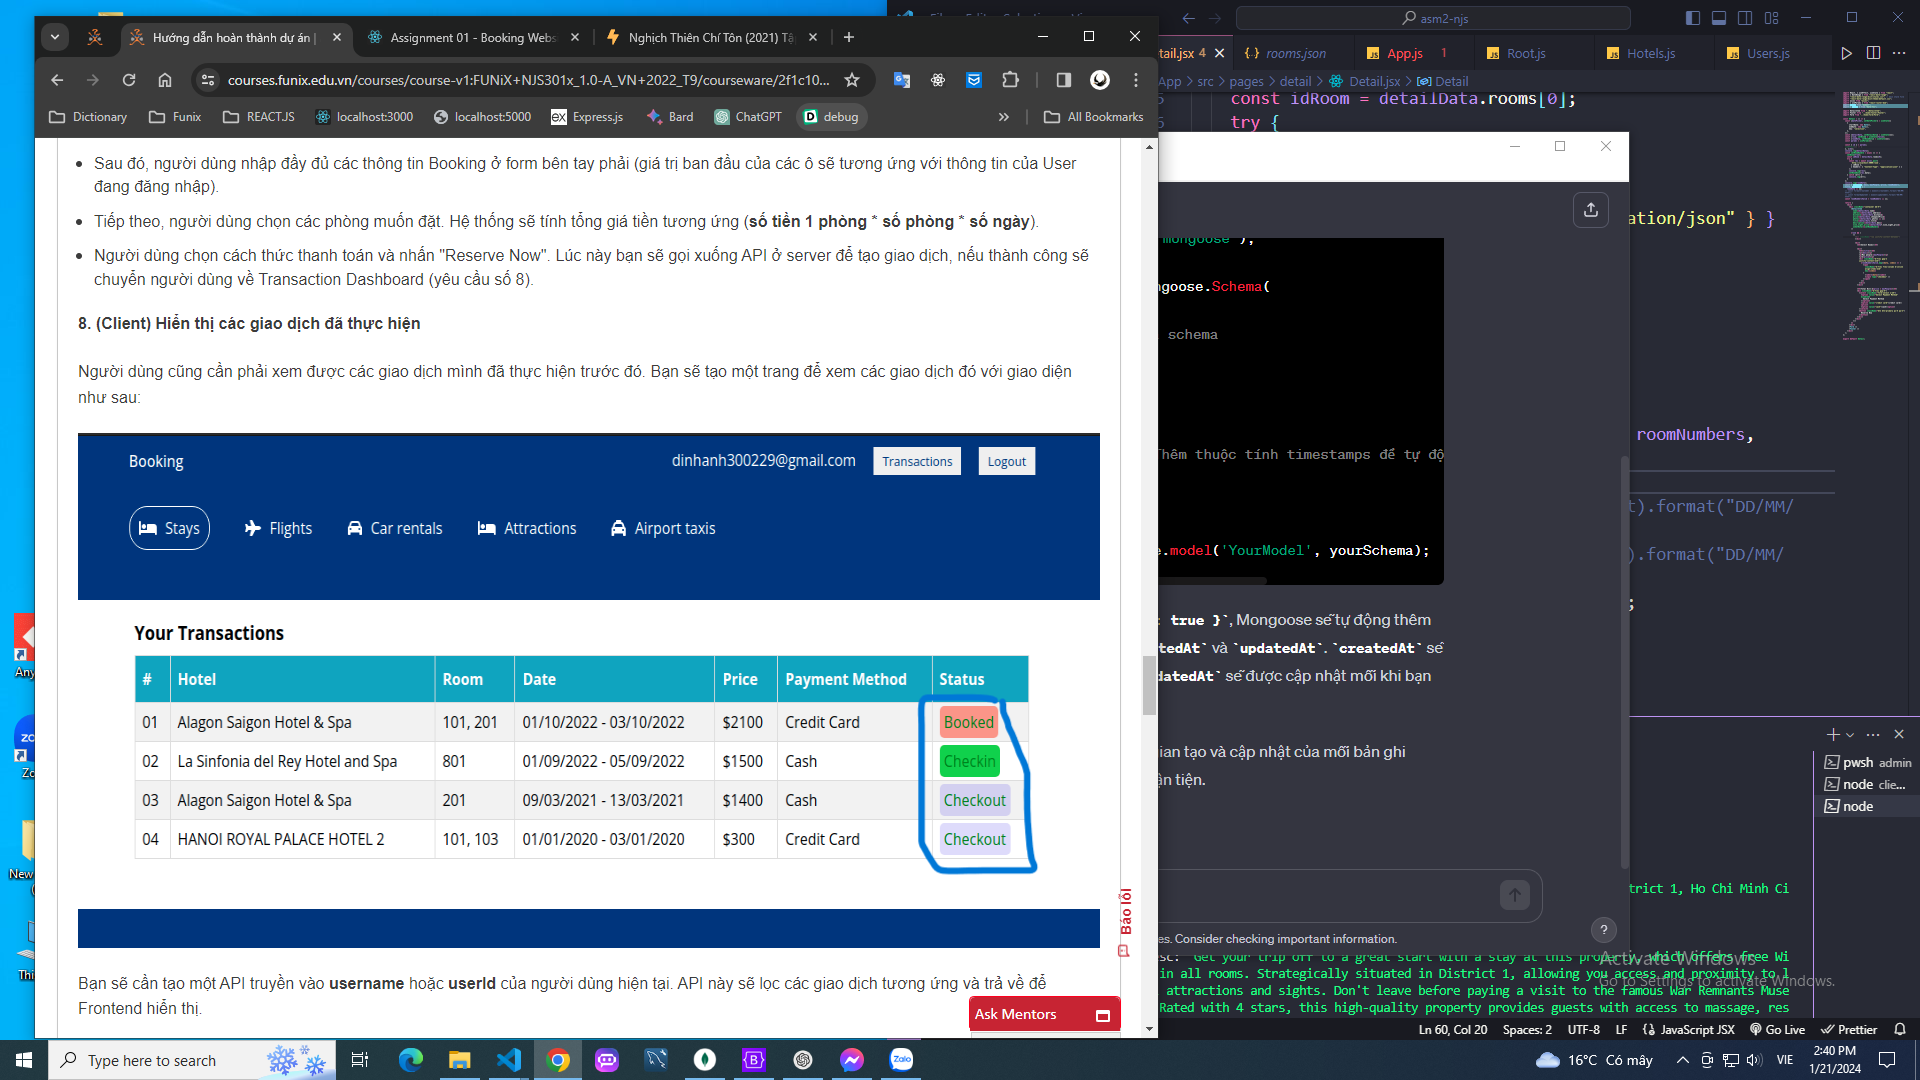 Hướng dẫn hoàn thành dự án |
Assignment 01 - Booking Webs
Nghịch Thiên Chí Tôn (2021) Tậ
courses.funix.edu.vn/courses/course-v1:FUNiX+NJS301x_1.0-A_VN+2022_T9/courseware/2f1c10...
Dictionary
Funix
REACTJS
localhost:3000
localhost:5000
Express.js
Bard
ChatGPT
debug
All Bookmarks
Sau đó, người dùng nhập đầy đủ các thông tin Booking ở form bên tay phải (giá trị ban đầu của các ô sẽ tương ứng với thông tin của User
đang đăng nhập).
Tiếp theo, người dùng chọn các phòng muốn đặt. Hệ thống sẽ tính tổng giá tiền tương ứng (số tiền 1 phòng * số phòng * số ngày).
Người dùng chọn cách thức thanh toán và nhấn "Reserve Now". Lúc này bạn sẽ gọi xuống API ở server để tạo giao dịch, nếu thành công sẽ
chuyển người dùng về Transaction Dashboard (yêu cầu số 8).
8. (Client) Hiển thị các giao dịch đã thực hiện
Người dùng cũng cần phải xem được các giao dịch mình đã thực hiện trước đó. Bạn sẽ tạo một trang để xem các giao dịch đó với giao diện
như sau:
Booking
dinhanh300229@gmail.com
Transactions
Logout
Stays
Flights
Car rentals
Attractions
Airport taxis
Your Transactions
# Hotel Room Date Price Payment Method Status
01 Alagon Saigon Hotel & Spa 101, 201 01/10/2022 - 03/10/2022 $2100 Credit Card Booked
02 La Sinfonia del Rey Hotel and Spa 801 01/09/2022 - 05/09/2022 $1500 Cash Checkin
03 Alagon Saigon Hotel & Spa 201 09/03/2021 - 13/03/2021 $1400 Cash Checkout
04 HANOI ROYAL PALACE HOTEL 2 101, 103 01/01/2020 - 03/01/2020 $300 Credit Card Checkout
Báo lỗi
Bạn sẽ cần tạo một API truyền vào username hoặc userId của người dùng hiện tại. API này sẽ lọc các giao dịch tương ứng và trả về để
Frontend hiển thị.
Ask Mentors
asm2-njs
tail.jsx 4
rooms.json
App.js 1
Root.js
Hotels.js
Users.js
App > src > pages > detail > Detail.jsx > Detail
const idRoom = detailData.rooms[0];
try {
ation/json" } }
roomNumbers,
t).format("DD/MM/
).format("DD/MM/
;
mongoose');
ngoose.Schema(
schema
Thêm thuộc tính timestamps để tự độ
e.model('YourModel', yourSchema);
: true }`, Mongoose sẽ tự động thêm
tedAt` và `updatedAt`. `createdAt` sẽ
datedAt` sẽ được cập nhật mỗi khi bạn
gian tạo và cập nhật của mỗi bản ghi
ận tiện.
es. Consider checking important information.
?
pwsh admin
node clie...
node
trict 1, Ho Chi Minh Ci
sc: "Get your trip off to a great start with a stay at this property, which offers free Wi
in all rooms. Strategically situated in District 1, allowing you access and proximity to l
attractions and sights. Don't leave before paying a visit to the famous War Remnants Muse
Rated with 4 stars, this high-quality property provides guests with access to massage, res
Activate Windows
Go to Settings to activate Windows.
Ln 60, Col 20
Spaces: 2
UTF-8
LF
JavaScript JSX
Go Live
Prettier
Any
Zo
New
(
Thi
Type here to search
Zalo
16°C Có mây
VIE
2:40 PM
1/21/2024